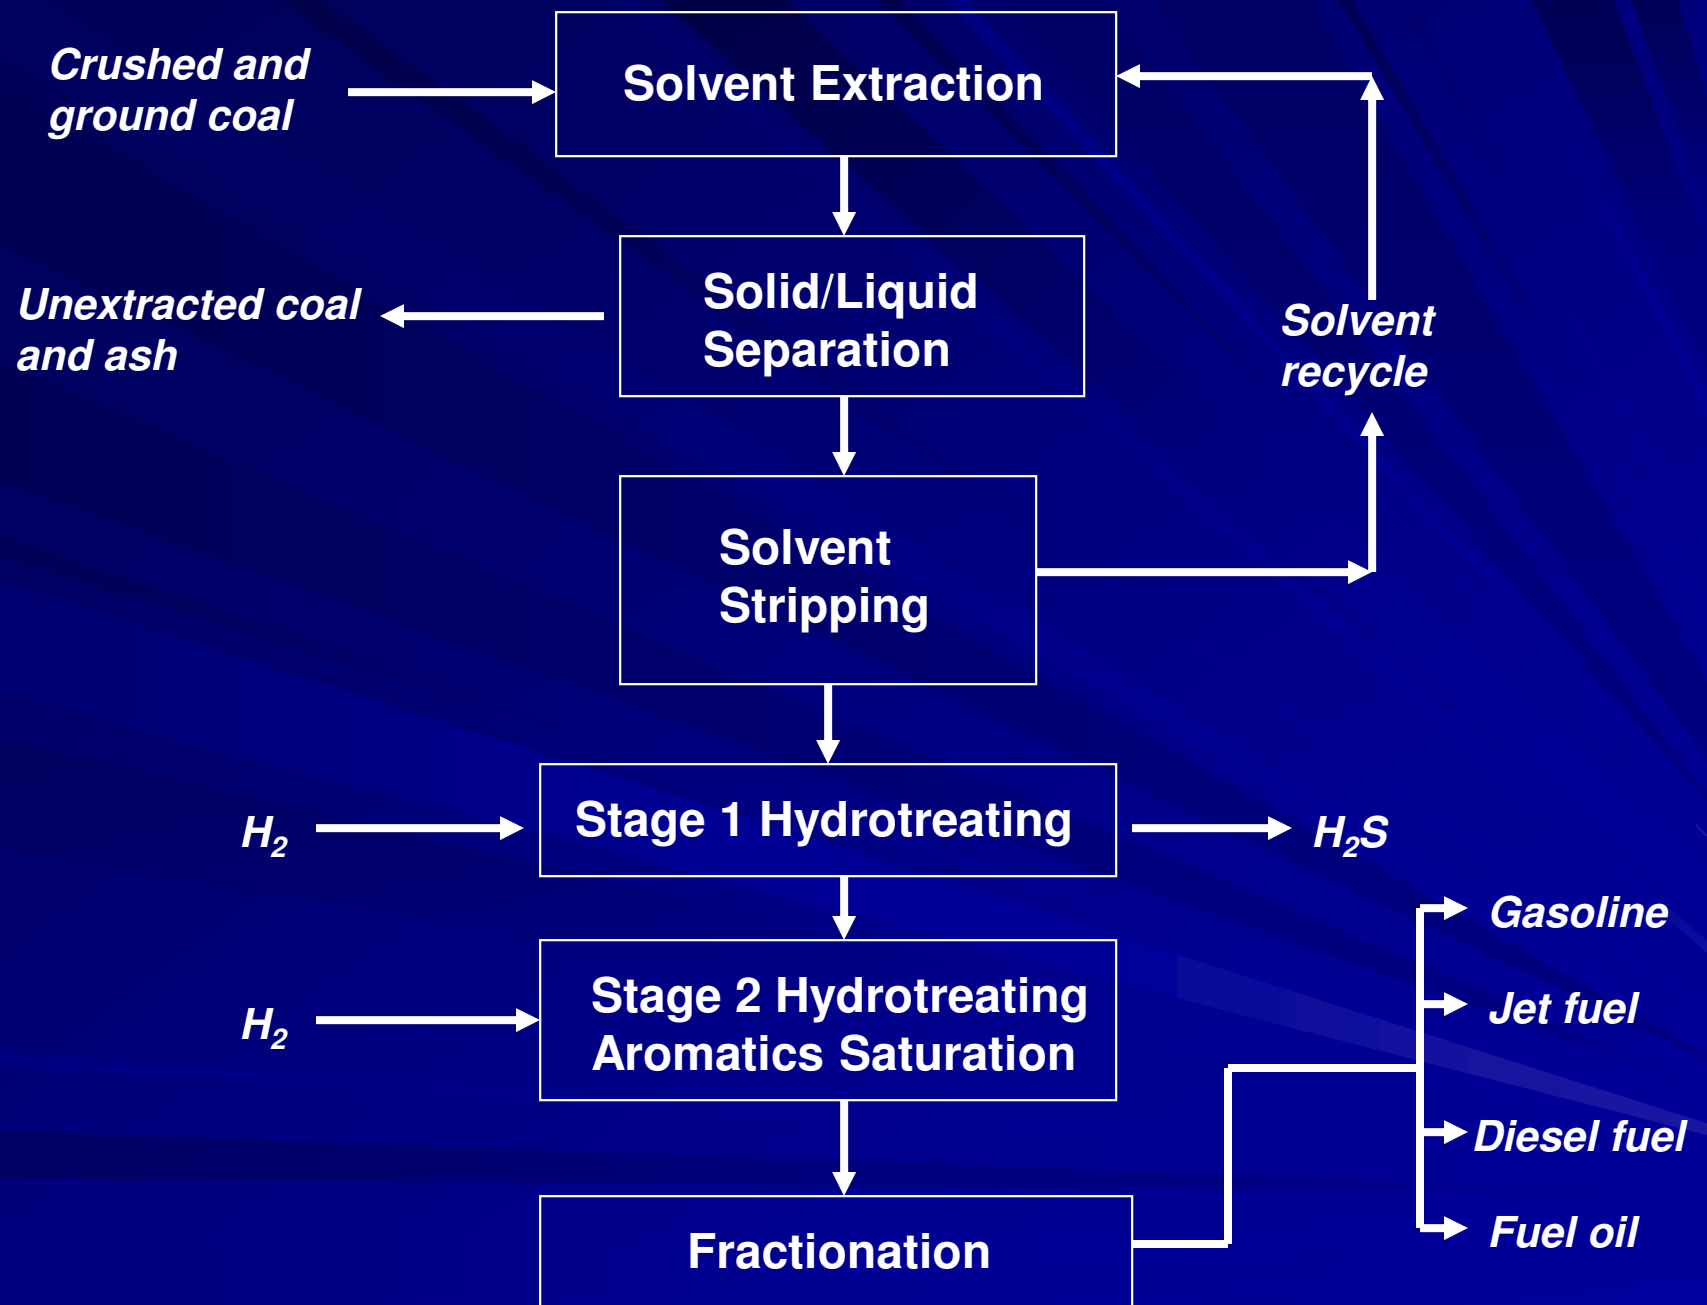 Crushed and
ground coal
Solvent Extraction
Unextracted coal
and ash
Solid/Liquid
Separation
Solvent
recycle
Solvent
Stripping
H₂
Stage 1 Hydrotreating
H₂S
H₂
Stage 2 Hydrotreating
Aromatics Saturation
Gasoline
Jet fuel
Diesel fuel
Fuel oil
Fractionation